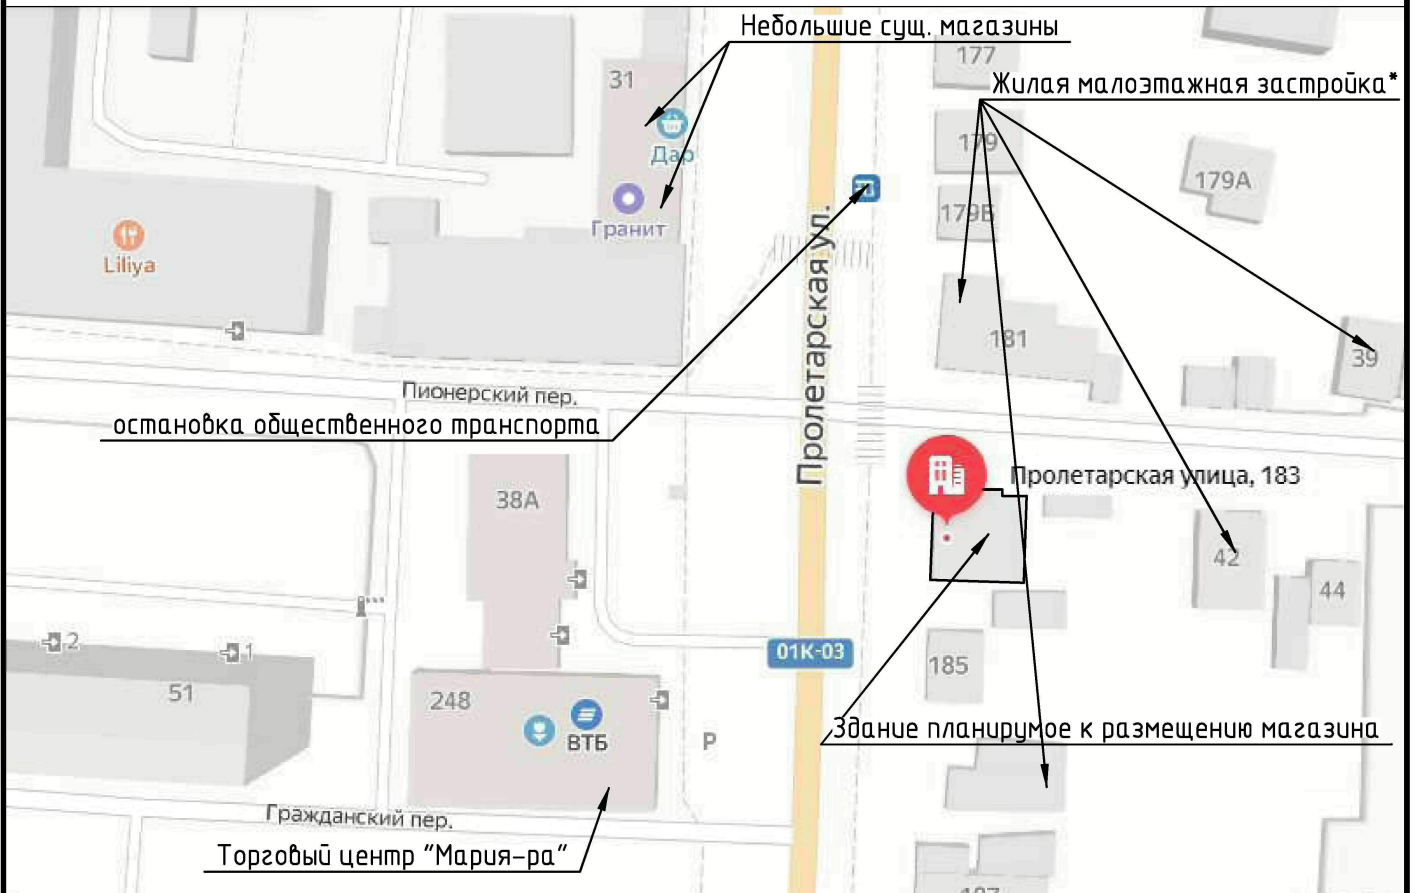 Небольшие сущ. магазины
177
31
Жилая малоэтажная застройка*
Дар
179
179А
179Б
Гранит
Liliya
Пролетарская ул.
181
39
Пионерский пер.
остановка общественного транспорта
Пролетарская улица, 183
38А
42
44
2
1
01К-03
185
51
248
ВТБ
P
Здание планирумое к размещению магазина
Гражданский пер.
Торговый центр "Мария-ра"
187